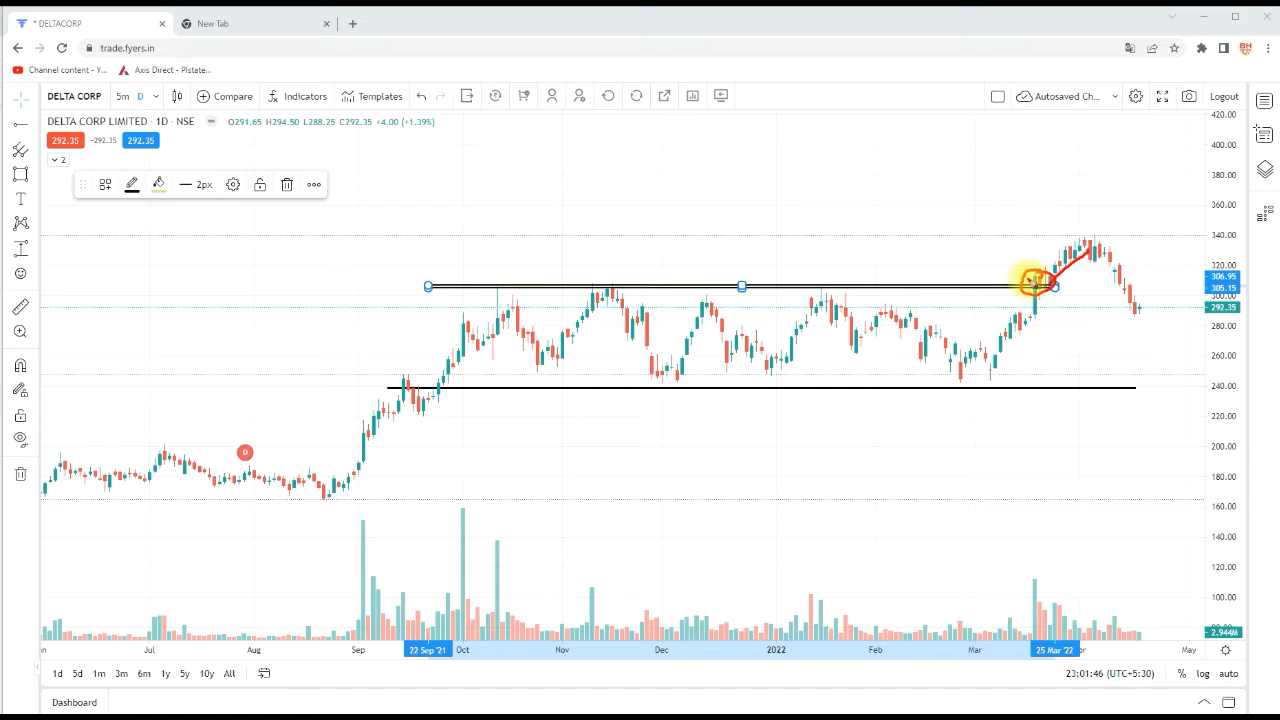 * DELTACORP
New Tab
trade.fyers.in
BH
Channel content - Y...
Axis Direct - PIstate...
DELTA CORP 5m D Compare Indicators Templates Autosaved Ch... Logout
DELTA CORP LIMITED · 1D · NSE O291.65 H294.50 L288.25 C292.35 +4.00 (+1.39%)
292.35 −292.35 292.35
2
2px
D
420.00
400.00
380.00
360.00
340.00
320.00
306.95
305.15
300.00
292.35
280.00
260.00
240.00
220.00
200.00
180.00
160.00
140.00
120.00
100.00
2.944M
Jul Aug Sep 22 Sep '21 Oct Nov Dec 2022 Feb Mar 25 Mar '22 May
1d 5d 1m 3m 6m 1y 5y 10y All 23:01:46 (UTC+5:30) % log auto
Dashboard